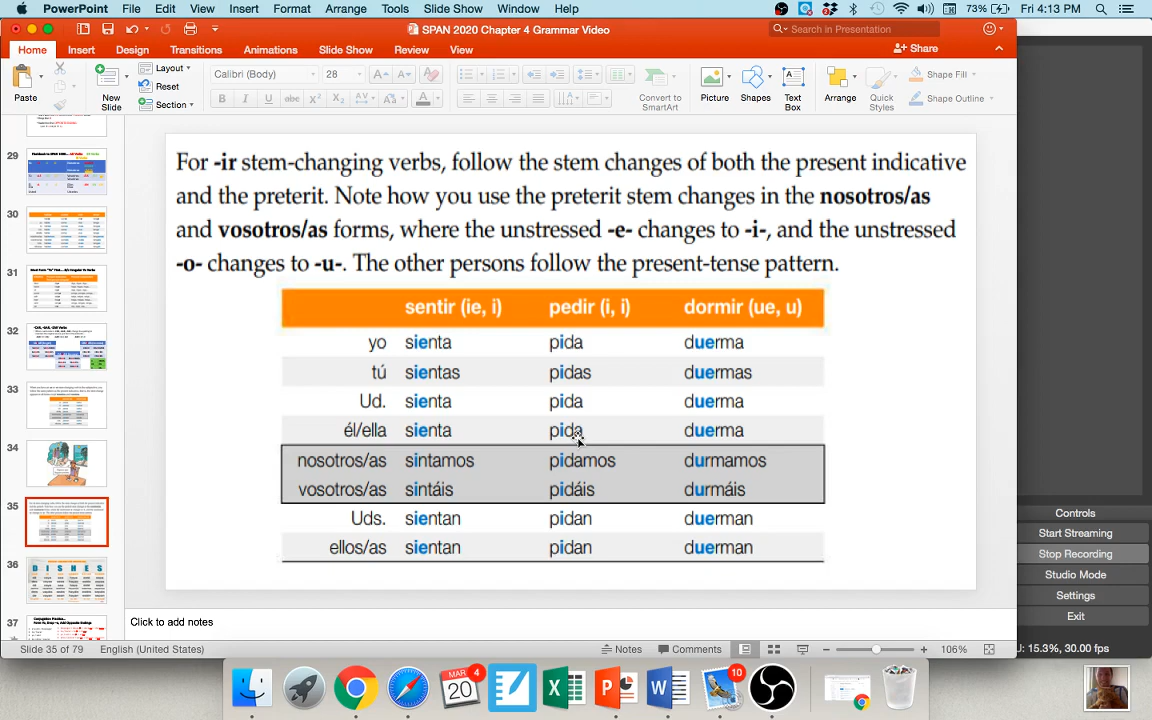 PowerPoint File Edit View Insert Format Arrange Tools Slide Show Window Help 73% Fri 4:13 PM
SPAN 2020 Chapter 4 Grammar Video
Search in Presentation
Home Insert Design Transitions Animations Slide Show Review View
Share
Paste
New Slide
Layout
Reset
Section
Calibri (Body) 28
Convert to SmartArt
Picture
Shapes
Text Box
Arrange
Quick Styles
Shape Fill
Shape Outline
29
30
31
32
33
34
35
36
DISHES
37
For -ir stem-changing verbs, follow the stem changes of both the present indicative
and the preterit. Note how you use the preterit stem changes in the nosotros/as
and vosotros/as forms, where the unstressed -e- changes to -i-, and the unstressed
-o- changes to -u-. The other persons follow the present-tense pattern.
sentir (ie, i) pedir (i, i) dormir (ue, u)
yo sienta pida duerma
tú sientas pidas duermas
Ud. sienta pida duerma
él/ella sienta pida duerma
nosotros/as sintamos pidamos durmamos
vosotros/as sintáis pidáis durmáis
Uds. sientan pidan duerman
ellos/as sientan pidan duerman
Click to add notes
Slide 35 of 79 English (United States) Notes Comments 106%
Controls
Start Streaming
Stop Recording
Studio Mode
Settings
Exit
U: 15.3%, 30.00 fps
MAR 4
20
10